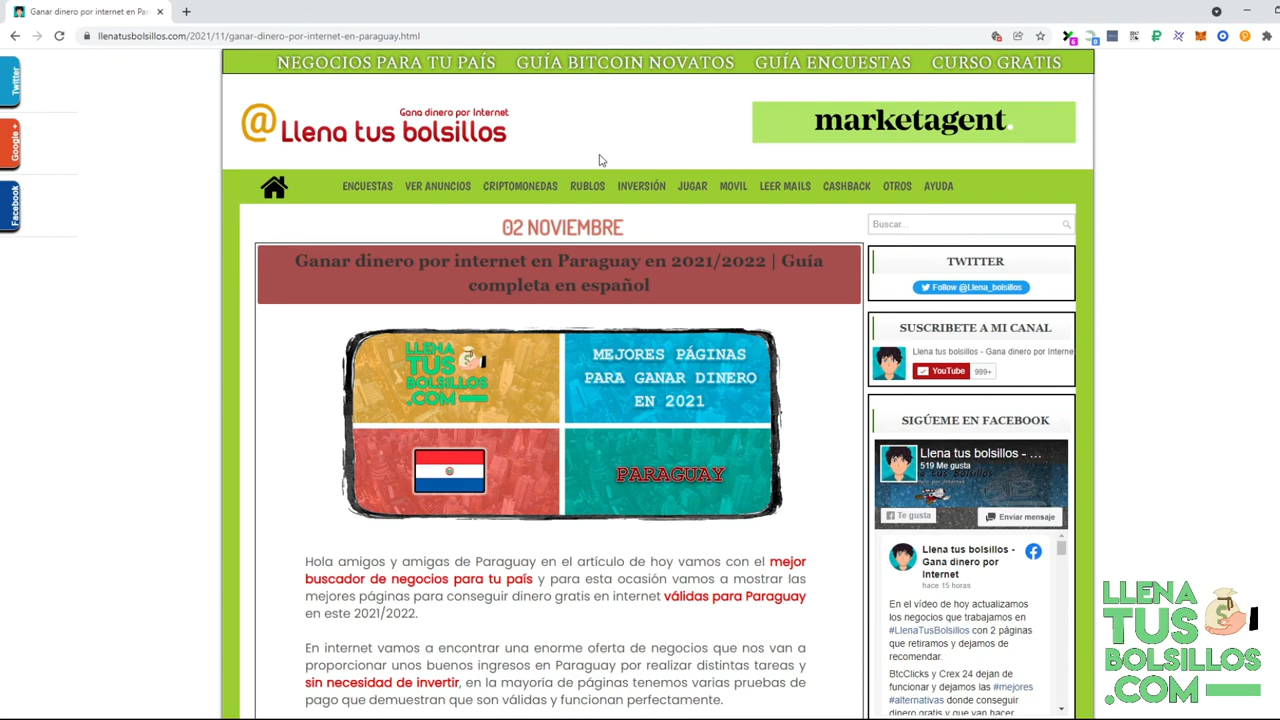 Ganar dinero por internet en Pa
llenatusbolsillos.com/2021/11/ganar-dinero-por-internet-en-paraguay.html
Twitter
Google +
Facebook
NEGOCIOS PARA TU PAÍS GUÍA BITCOIN NOVATOS GUÍA ENCUESTAS CURSO GRATIS
@
Gana dinero por Internet
Llena tus bolsillos
marketagent.
ENCUESTAS VER ANUNCIOS CRIPTOMONEDAS RUBLOS INVERSIÓN JUGAR MOVIL LEER MAILS CASHBACK OTROS AYUDA
02 NOVIEMBRE
Ganar dinero por internet en Paraguay en 2021/2022 | Guía
completa en español
LLENA
TUS
BOLSILLOS
.COM
MEJORES PÁGINAS
PARA GANAR DINERO
EN 2021
PARAGUAY
Hola amigos y amigas de Paraguay en el artículo de hoy vamos con el mejor
buscador de negocios para tu país y para esta ocasión vamos a mostrar las
mejores páginas para conseguir dinero gratis en internet válidas para Paraguay
en este 2021/2022.
En internet vamos a encontrar una enorme oferta de negocios que nos van a
proporcionar unos buenos ingresos en Paraguay por realizar distintas tareas y
sin necesidad de invertir, en la mayoría de páginas tenemos varias pruebas de
pago que demuestran que son válidas y funcionan perfectamente.
Buscar...
TWITTER
Follow @Llena_bolsillos
SUSCRIBETE A MI CANAL
Llena tus bolsillos - Gana dinero por Interne
YouTube 999+
SIGÚEME EN FACEBOOK
Llena tus bolsillos - ...
519 Me gusta
Te gusta
Enviar mensaje
Llena tus bolsillos -
Gana dinero por
Internet
hace 15 horas
En el vídeo de hoy actualizamos
los negocios que trabajamos en
#LlenaTusBolsillos con 2 páginas
que retiramos y dejamos de
recomendar.
BtcClicks y Crex 24 dejan de
funcionar y dejamos las #mejores
#alternativas donde conseguir
dinero gratis y que van hacer
LLENA
TUS
BOLSILLOS
.COM